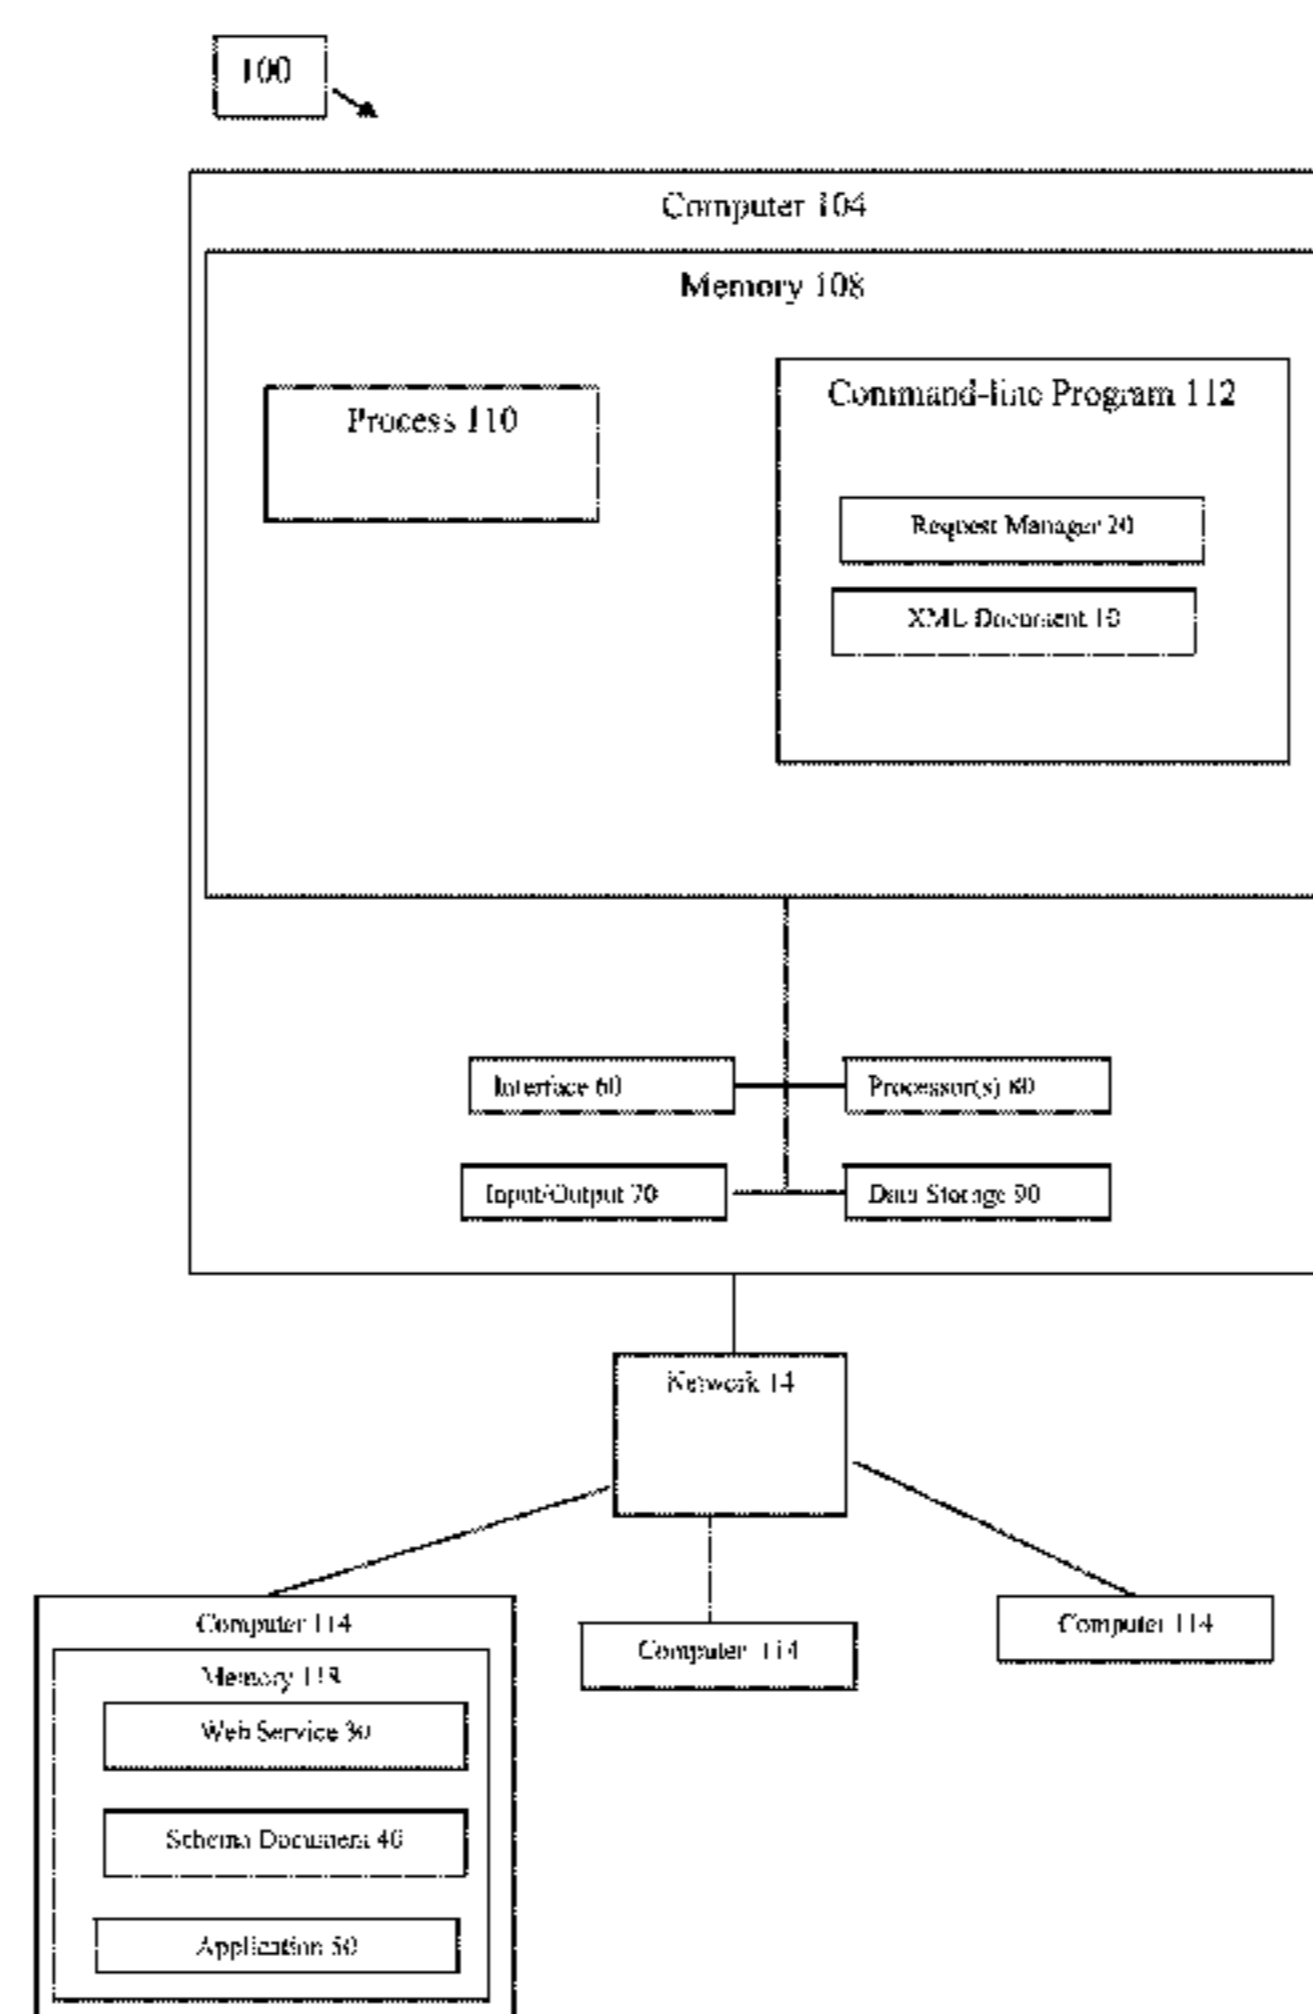 100
Computer 104
Memory 108
Process 110
Command-line Program 112
Request Manager 20
XML Document 10
Interface 60
Processor(s) 80
Input/Output 70
Data Storage 90
Network 14
Computer 114
Computer 114
Computer 114
Memory 118
Web Service 30
Schema Document 40
Application 50